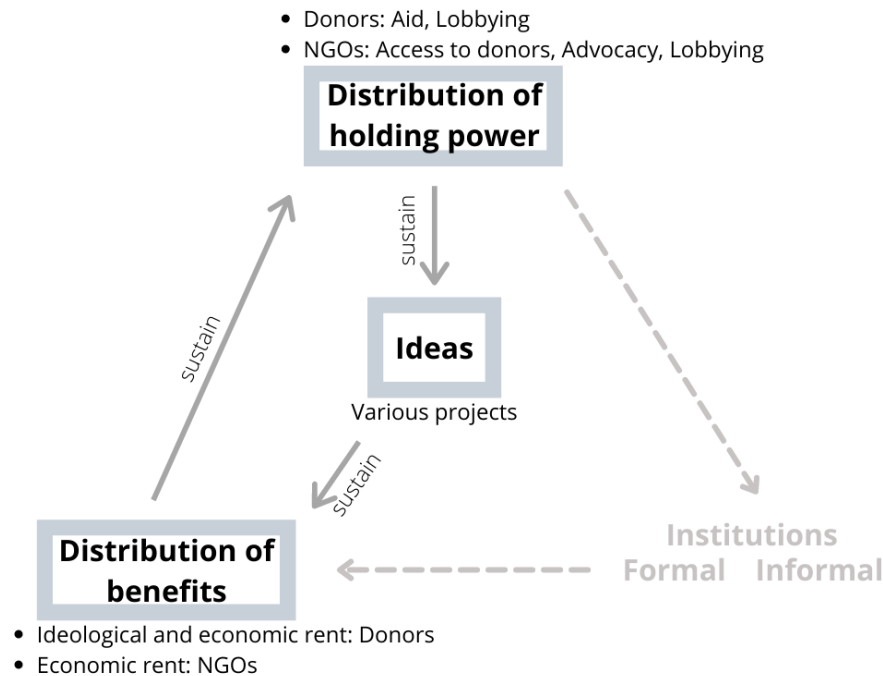 • Donors: Aid, Lobbying
• NGOs: Access to donors, Advocacy, Lobbying
Distribution of
holding power
sustain
Ideas
Various projects
sustain
sustain
Institutions
Formal Informal
Distribution of
benefits
• Ideological and economic rent: Donors
• Economic rent: NGOs